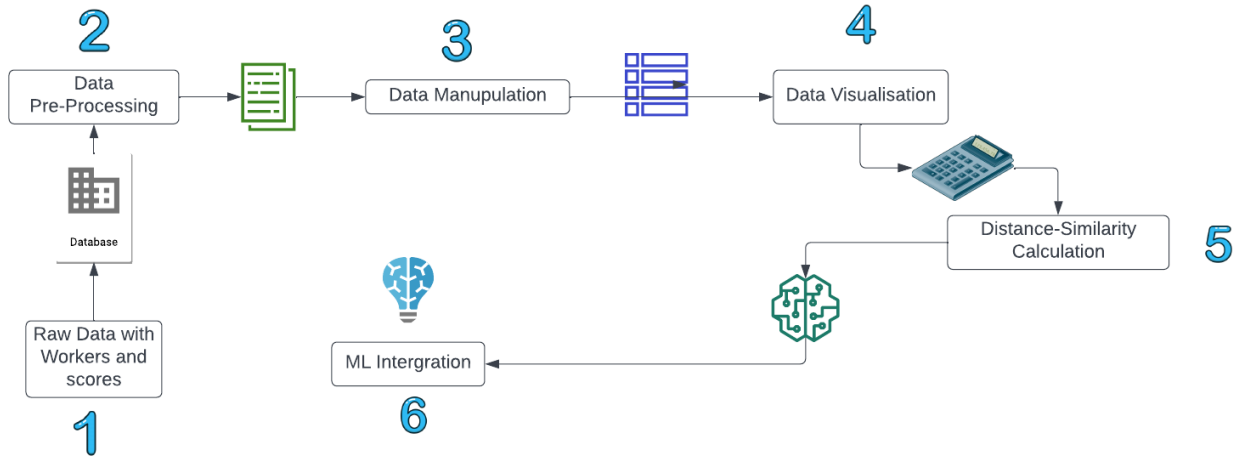 2
Data
Pre-Processing
3
Data Manupulation
4
Data Visualisation
Database
Distance-Similarity
Calculation
5
Raw Data with
Workers and
scores
1
ML Intergration
6